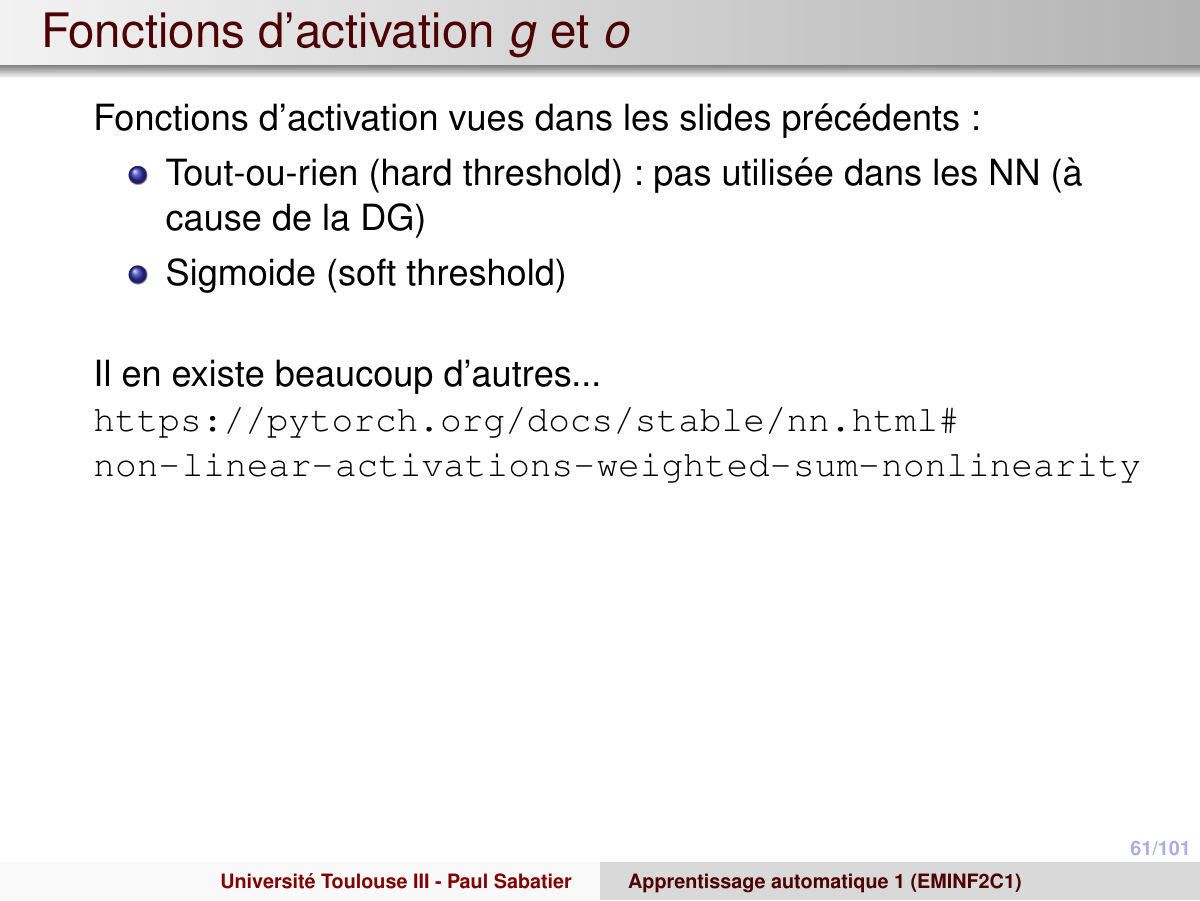 Fonctions d'activation g et o
Fonctions d'activation vues dans les slides précédents :
Tout-ou-rien (hard threshold) : pas utilisée dans les NN (à
cause de la DG)
Sigmoide (soft threshold)
Il en existe beaucoup d'autres...
https://pytorch.org/docs/stable/nn.html#
non-linear-activations-weighted-sum-nonlinearity
61/101
Université Toulouse III - Paul Sabatier
Apprentissage automatique 1 (EMINF2C1)